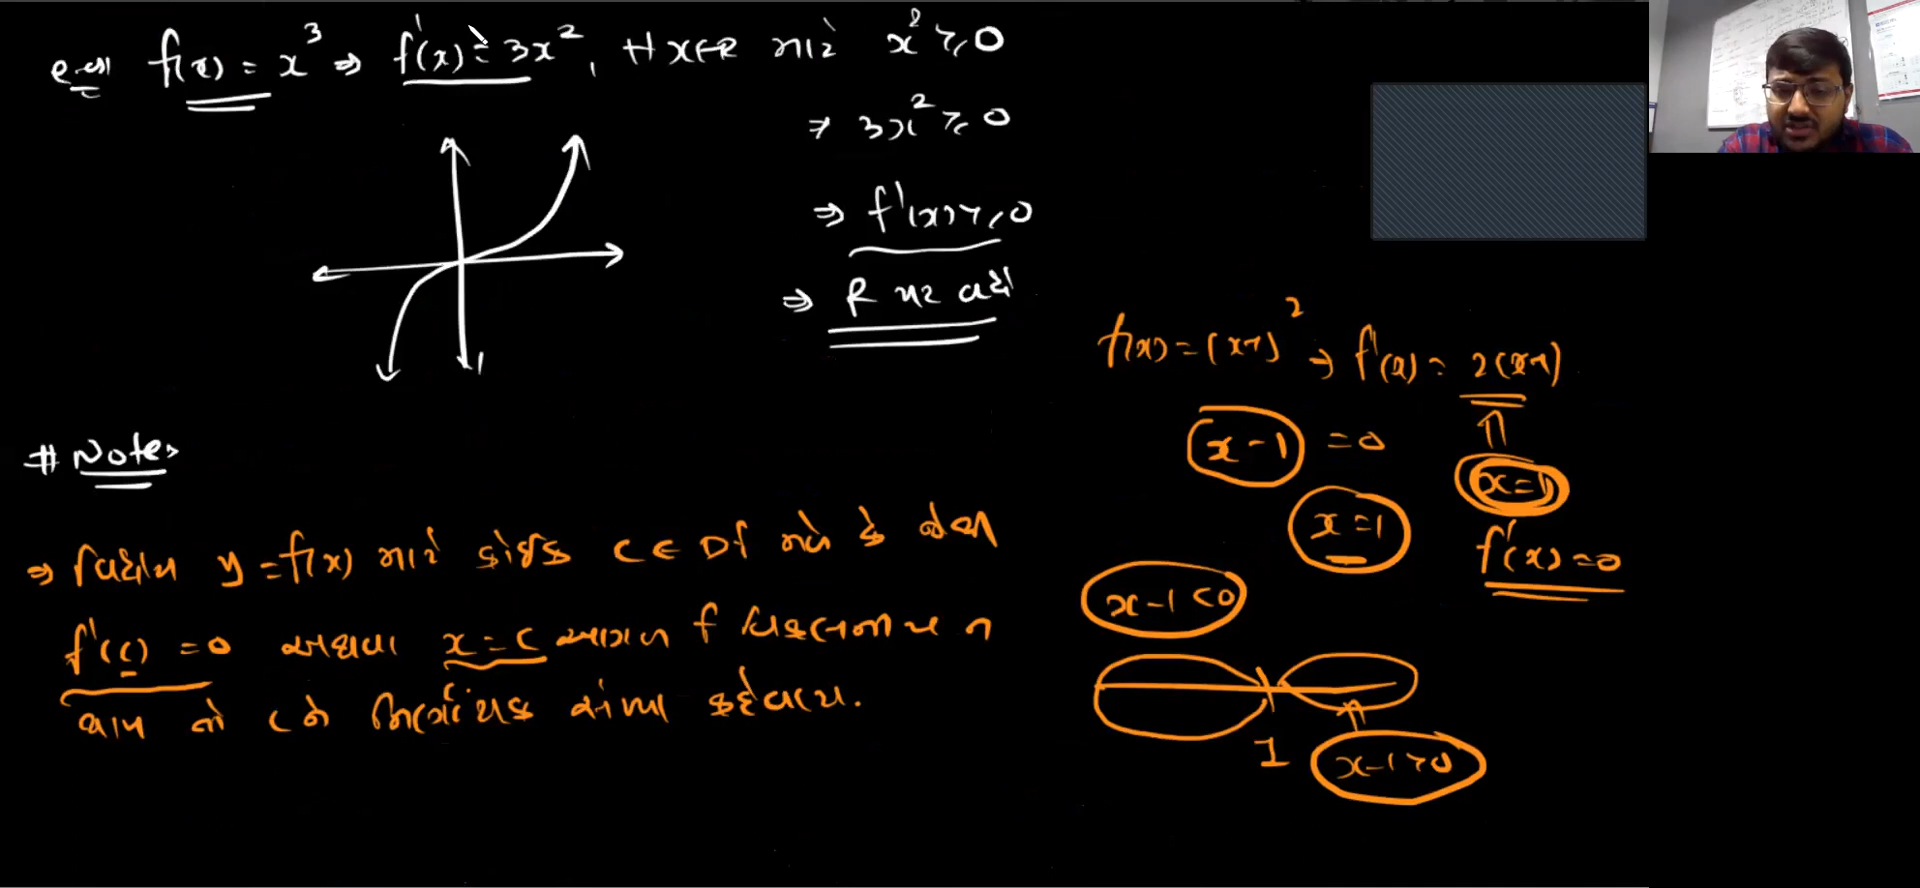 f(x) = x³ ⇒ f'(x) = 3x², ∀ x∈R માટે x² ≥ 0
⇒ 3x² ≥ 0
⇒ f'(x) ≥ 0
⇒ R પર વધે
# Note:
⇒ વિધેય y = f(x) માટે કોઈક C ∈ Df મળે કે જેથી
f'(c) = 0 અથવા x = c આગળ f વિકલનીય ન
થાય તો c ને નિર્ણાયક સંખ્યા કહેવાય.
f(x) = (x-1)² ⇒ f'(x) = 2(x-1)
x - 1 = 0
x = 1
x = 1
f'(x) = 0
x - 1 < 0
1
x - 1 > 0